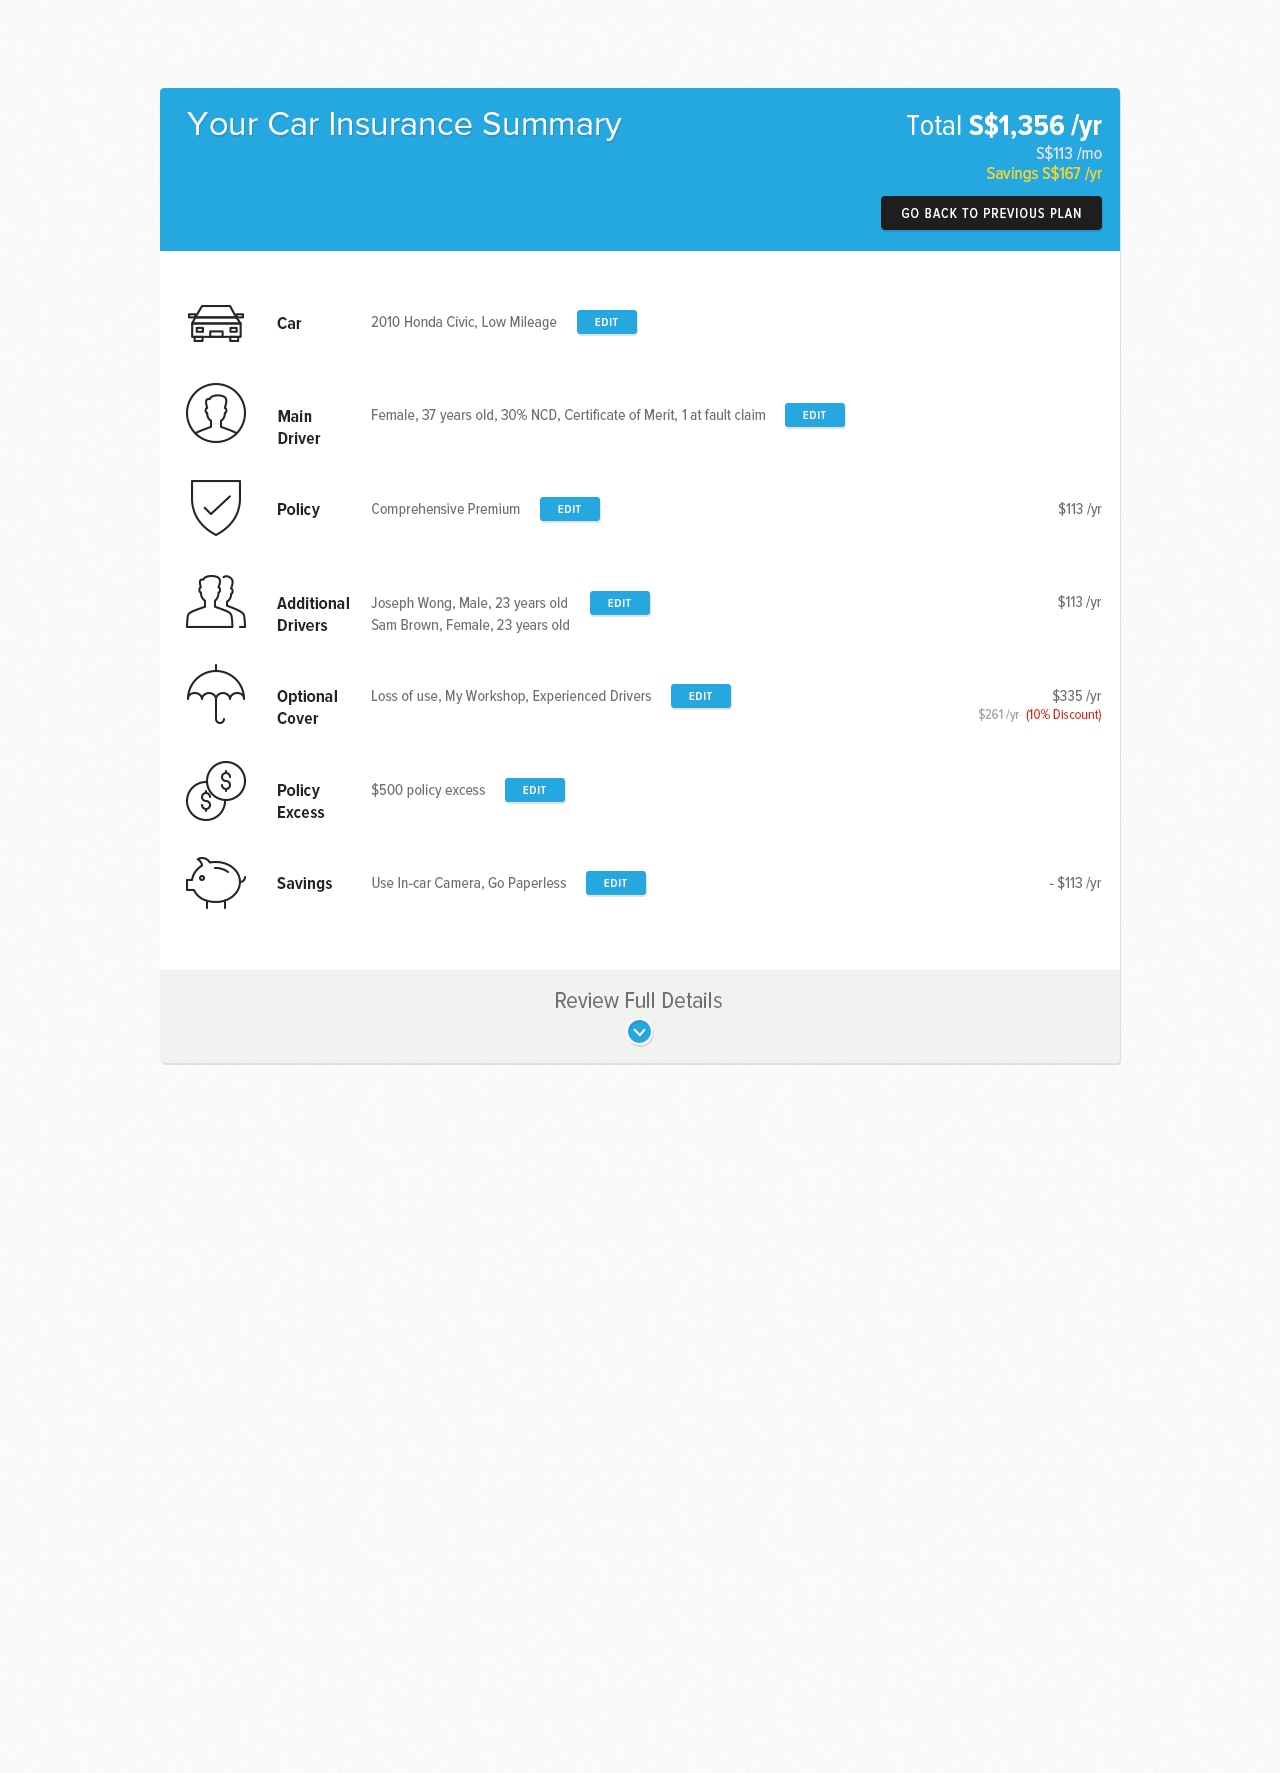 Your Car Insurance Summary
Total S$1,356 /yr
S$113 /mo
Savings S$167 /yr
GO BACK TO PREVIOUS PLAN
Car
2010 Honda Civic, Low Mileage
EDIT
Main
Driver
Female, 37 years old, 30% NCD, Certificate of Merit, 1 at fault claim
EDIT
Policy
Comprehensive Premium
EDIT
$113 /yr
Additional
Drivers
Joseph Wong, Male, 23 years old
Sam Brown, Female, 23 years old
EDIT
$113 /yr
Optional
Cover
Loss of use, My Workshop, Experienced Drivers
EDIT
$335 /yr
$261 /yr (10% Discount)
$
$
Policy
Excess
$500 policy excess
EDIT
Savings
Use In-car Camera, Go Paperless
EDIT
- $113 /yr
Review Full Details